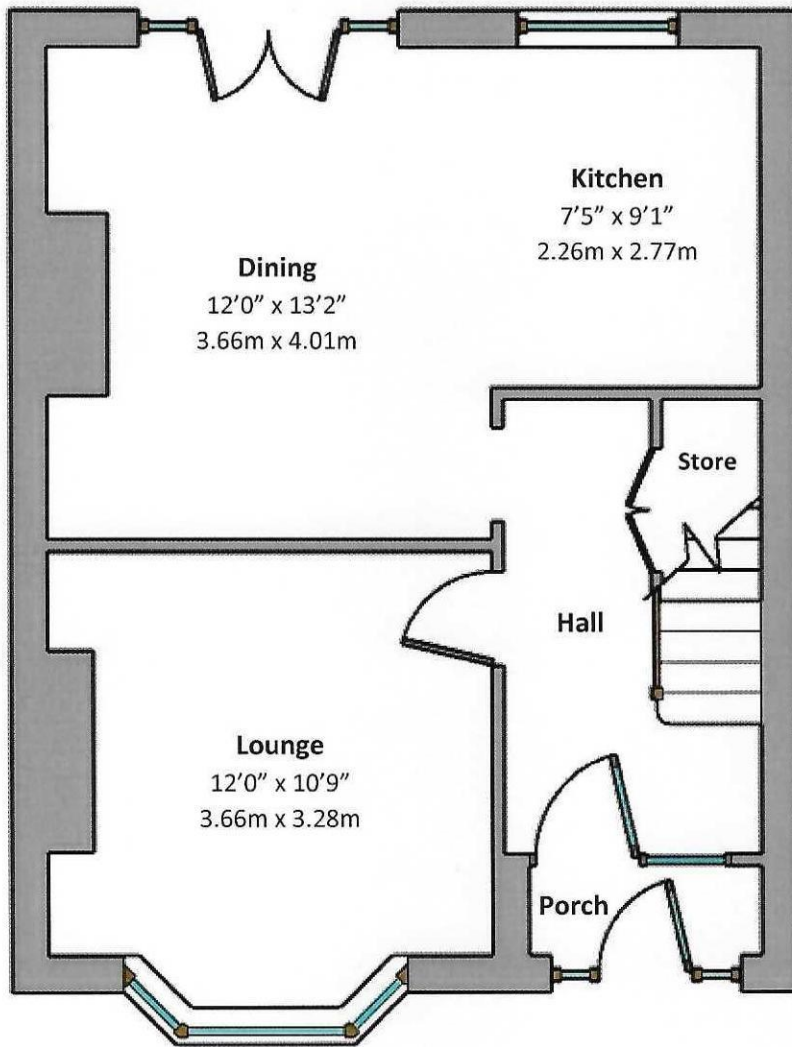 Kitchen
7’5” x 9’1”
2.26m x 2.77m
Dining
12’0” x 13’2”
3.66m x 4.01m
Store
Hall
Lounge
12’0” x 10’9”
3.66m x 3.28m
Porch